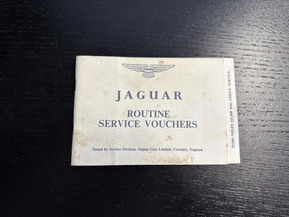 JAGUAR
ROUTINE
SERVICE VOUCHERS
Issued by Service Division, Jaguar Cars Limited, Coventry, England